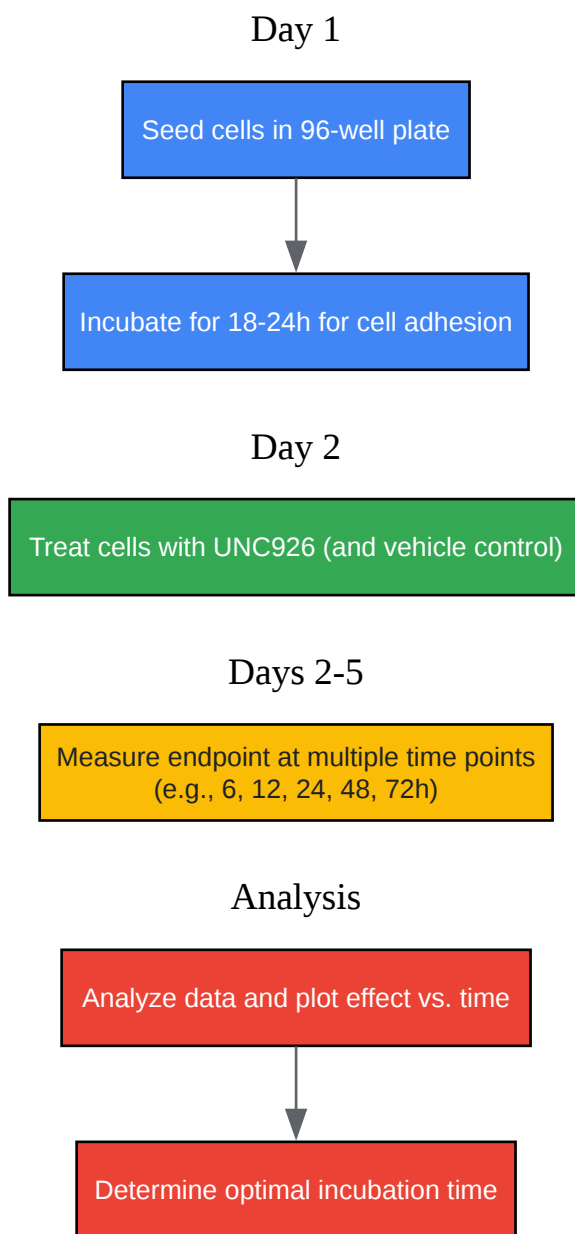 Day 1
Seed cells in 96-well plate
Incubate for 18-24h for cell adhesion
Day 2
Treat cells with UNC926 (and vehicle control)
Days 2-5
Measure endpoint at multiple time points
(e.g., 6, 12, 24, 48, 72h)
Analysis
Analyze data and plot effect vs. time
Determine optimal incubation time